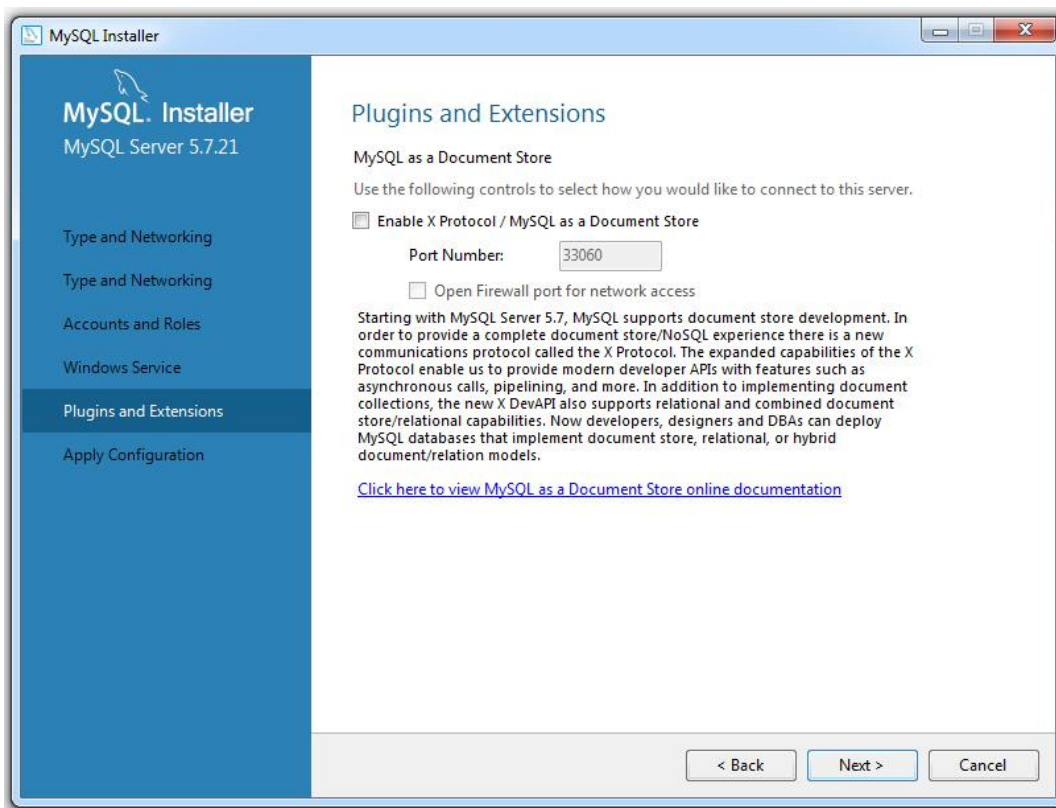 MySQL Installer
MySQL. Installer
MySQL Server 5.7.21
Type and Networking
Type and Networking
Accounts and Roles
Windows Service
Plugins and Extensions
Apply Configuration
Plugins and Extensions
MySQL as a Document Store
Use the following controls to select how you would like to connect to this server.
Enable X Protocol / MySQL as a Document Store
Port Number: 33060
Open Firewall port for network access
Starting with MySQL Server 5.7, MySQL supports document store development. In
order to provide a complete document store/NoSQL experience there is a new
communications protocol called the X Protocol. The expanded capabilities of the X
Protocol enable us to provide modern developer APIs with features such as
asynchronous calls, pipelining, and more. In addition to implementing document
collections, the new X DevAPI also supports relational and combined document
store/relational capabilities. Now developers, designers and DBAs can deploy
MySQL databases that implement document store, relational, or hybrid
document/relation models.
Click here to view MySQL as a Document Store online documentation
< Back Next > Cancel